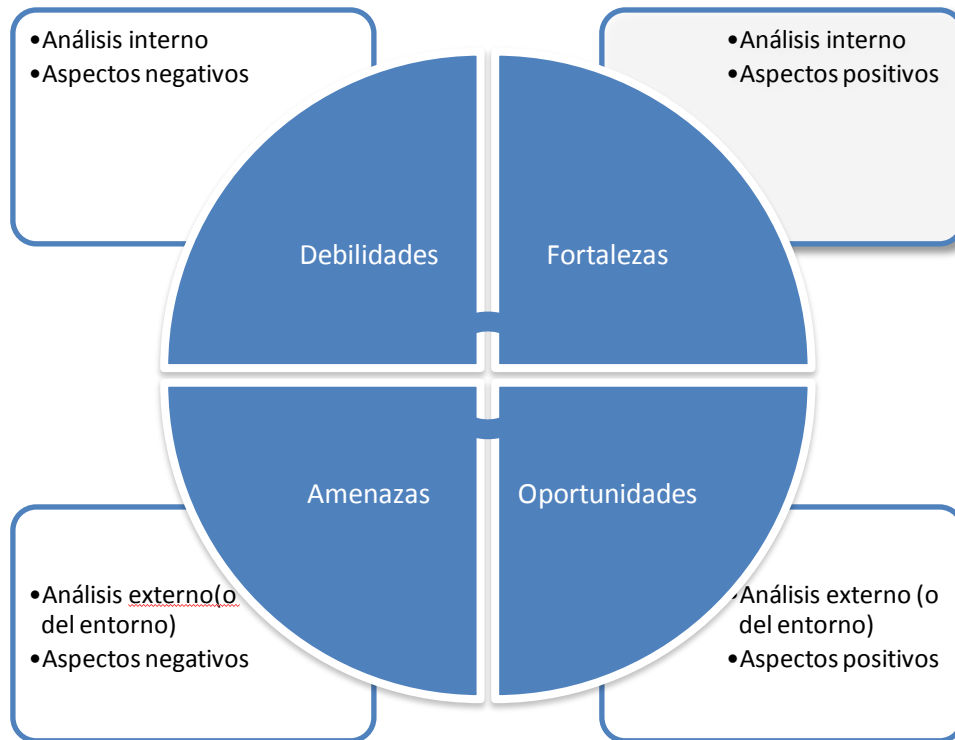 •Análisis interno
•Aspectos negativos
•Análisis interno
•Aspectos positivos
Debilidades
Fortalezas
Amenazas
Oportunidades
•Análisis externo(o
del entorno)
•Aspectos negativos
•Análisis externo (o
del entorno)
•Aspectos positivos